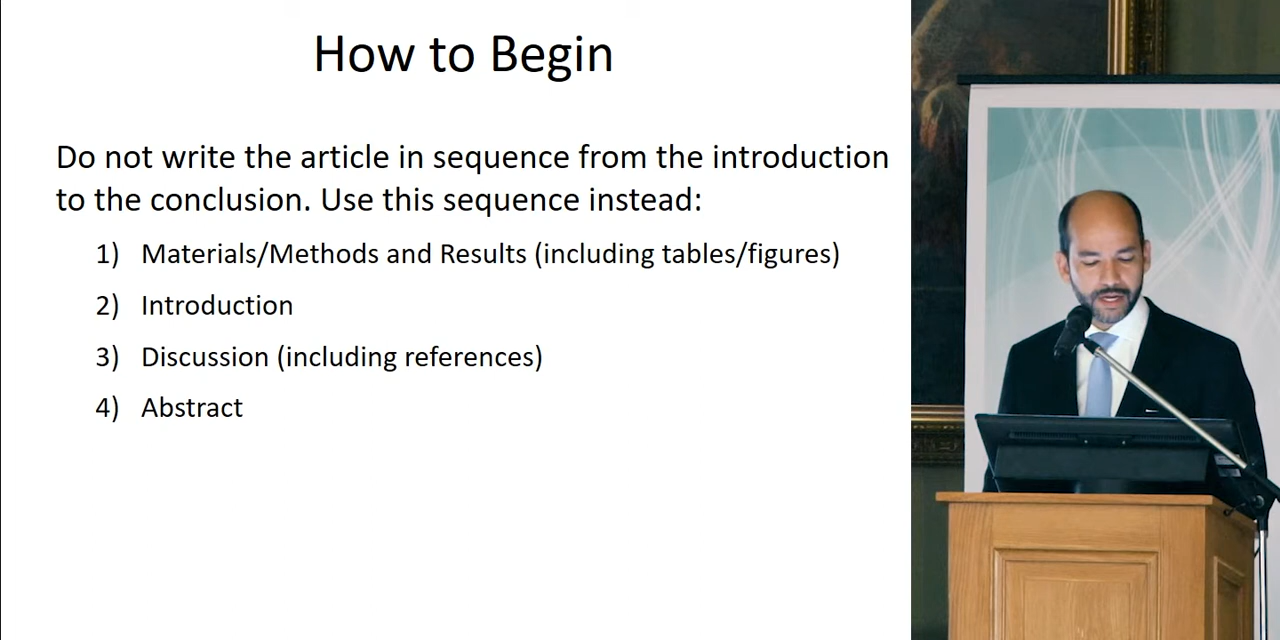 How to Begin
Do not write the article in sequence from the introduction
to the conclusion. Use this sequence instead:
1) Materials/Methods and Results (including tables/figures)
2) Introduction
3) Discussion (including references)
4) Abstract